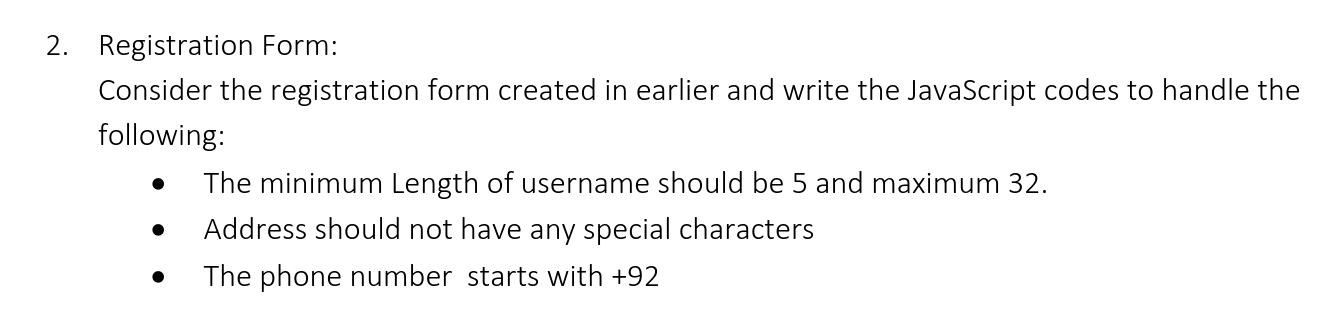 2. Registration Form:
Consider the registration form created in earlier and write the JavaScript codes to handle the
following:
• The minimum Length of username should be 5 and maximum 32.
• Address should not have any special characters
• The phone number  starts with +92